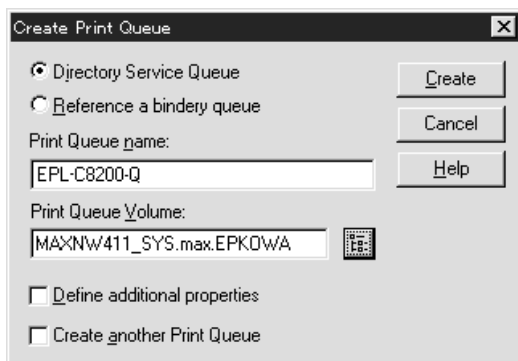 Create Print Queue
Directory Service Queue
Reference a bindery queue
Print Queue name:
EPL-C8200-Q
Print Queue Volume:
MAXNW411_SYS.max.EPKOWA
Define additional properties
Create another Print Queue
Create
Cancel
Help